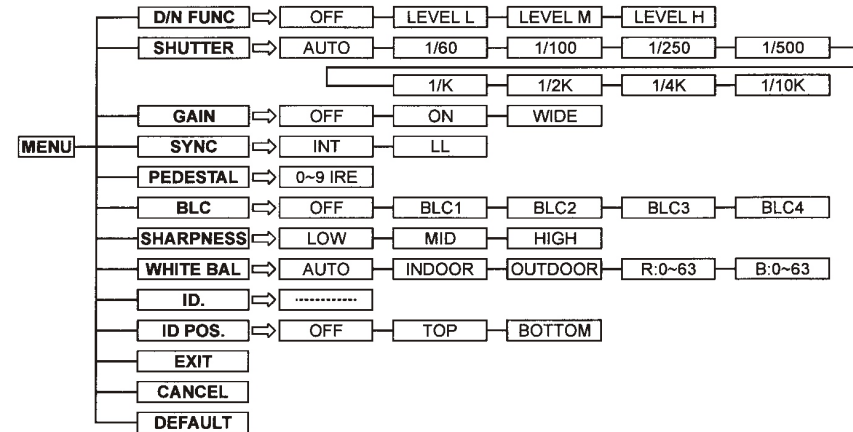 D/N FUNC OFF LEVEL L LEVEL M LEVEL H
SHUTTER AUTO 1/60 1/100 1/250 1/500
1/K 1/2K 1/4K 1/10K
GAIN OFF ON WIDE
MENU SYNC INT LL
PEDESTAL 0~9 IRE
BLC OFF BLC1 BLC2 BLC3 BLC4
SHARPNESS LOW MID HIGH
WHITE BAL AUTO INDOOR OUTDOOR R:0~63 B:0~63
ID. ------------
ID POS. OFF TOP BOTTOM
EXIT
CANCEL
DEFAULT